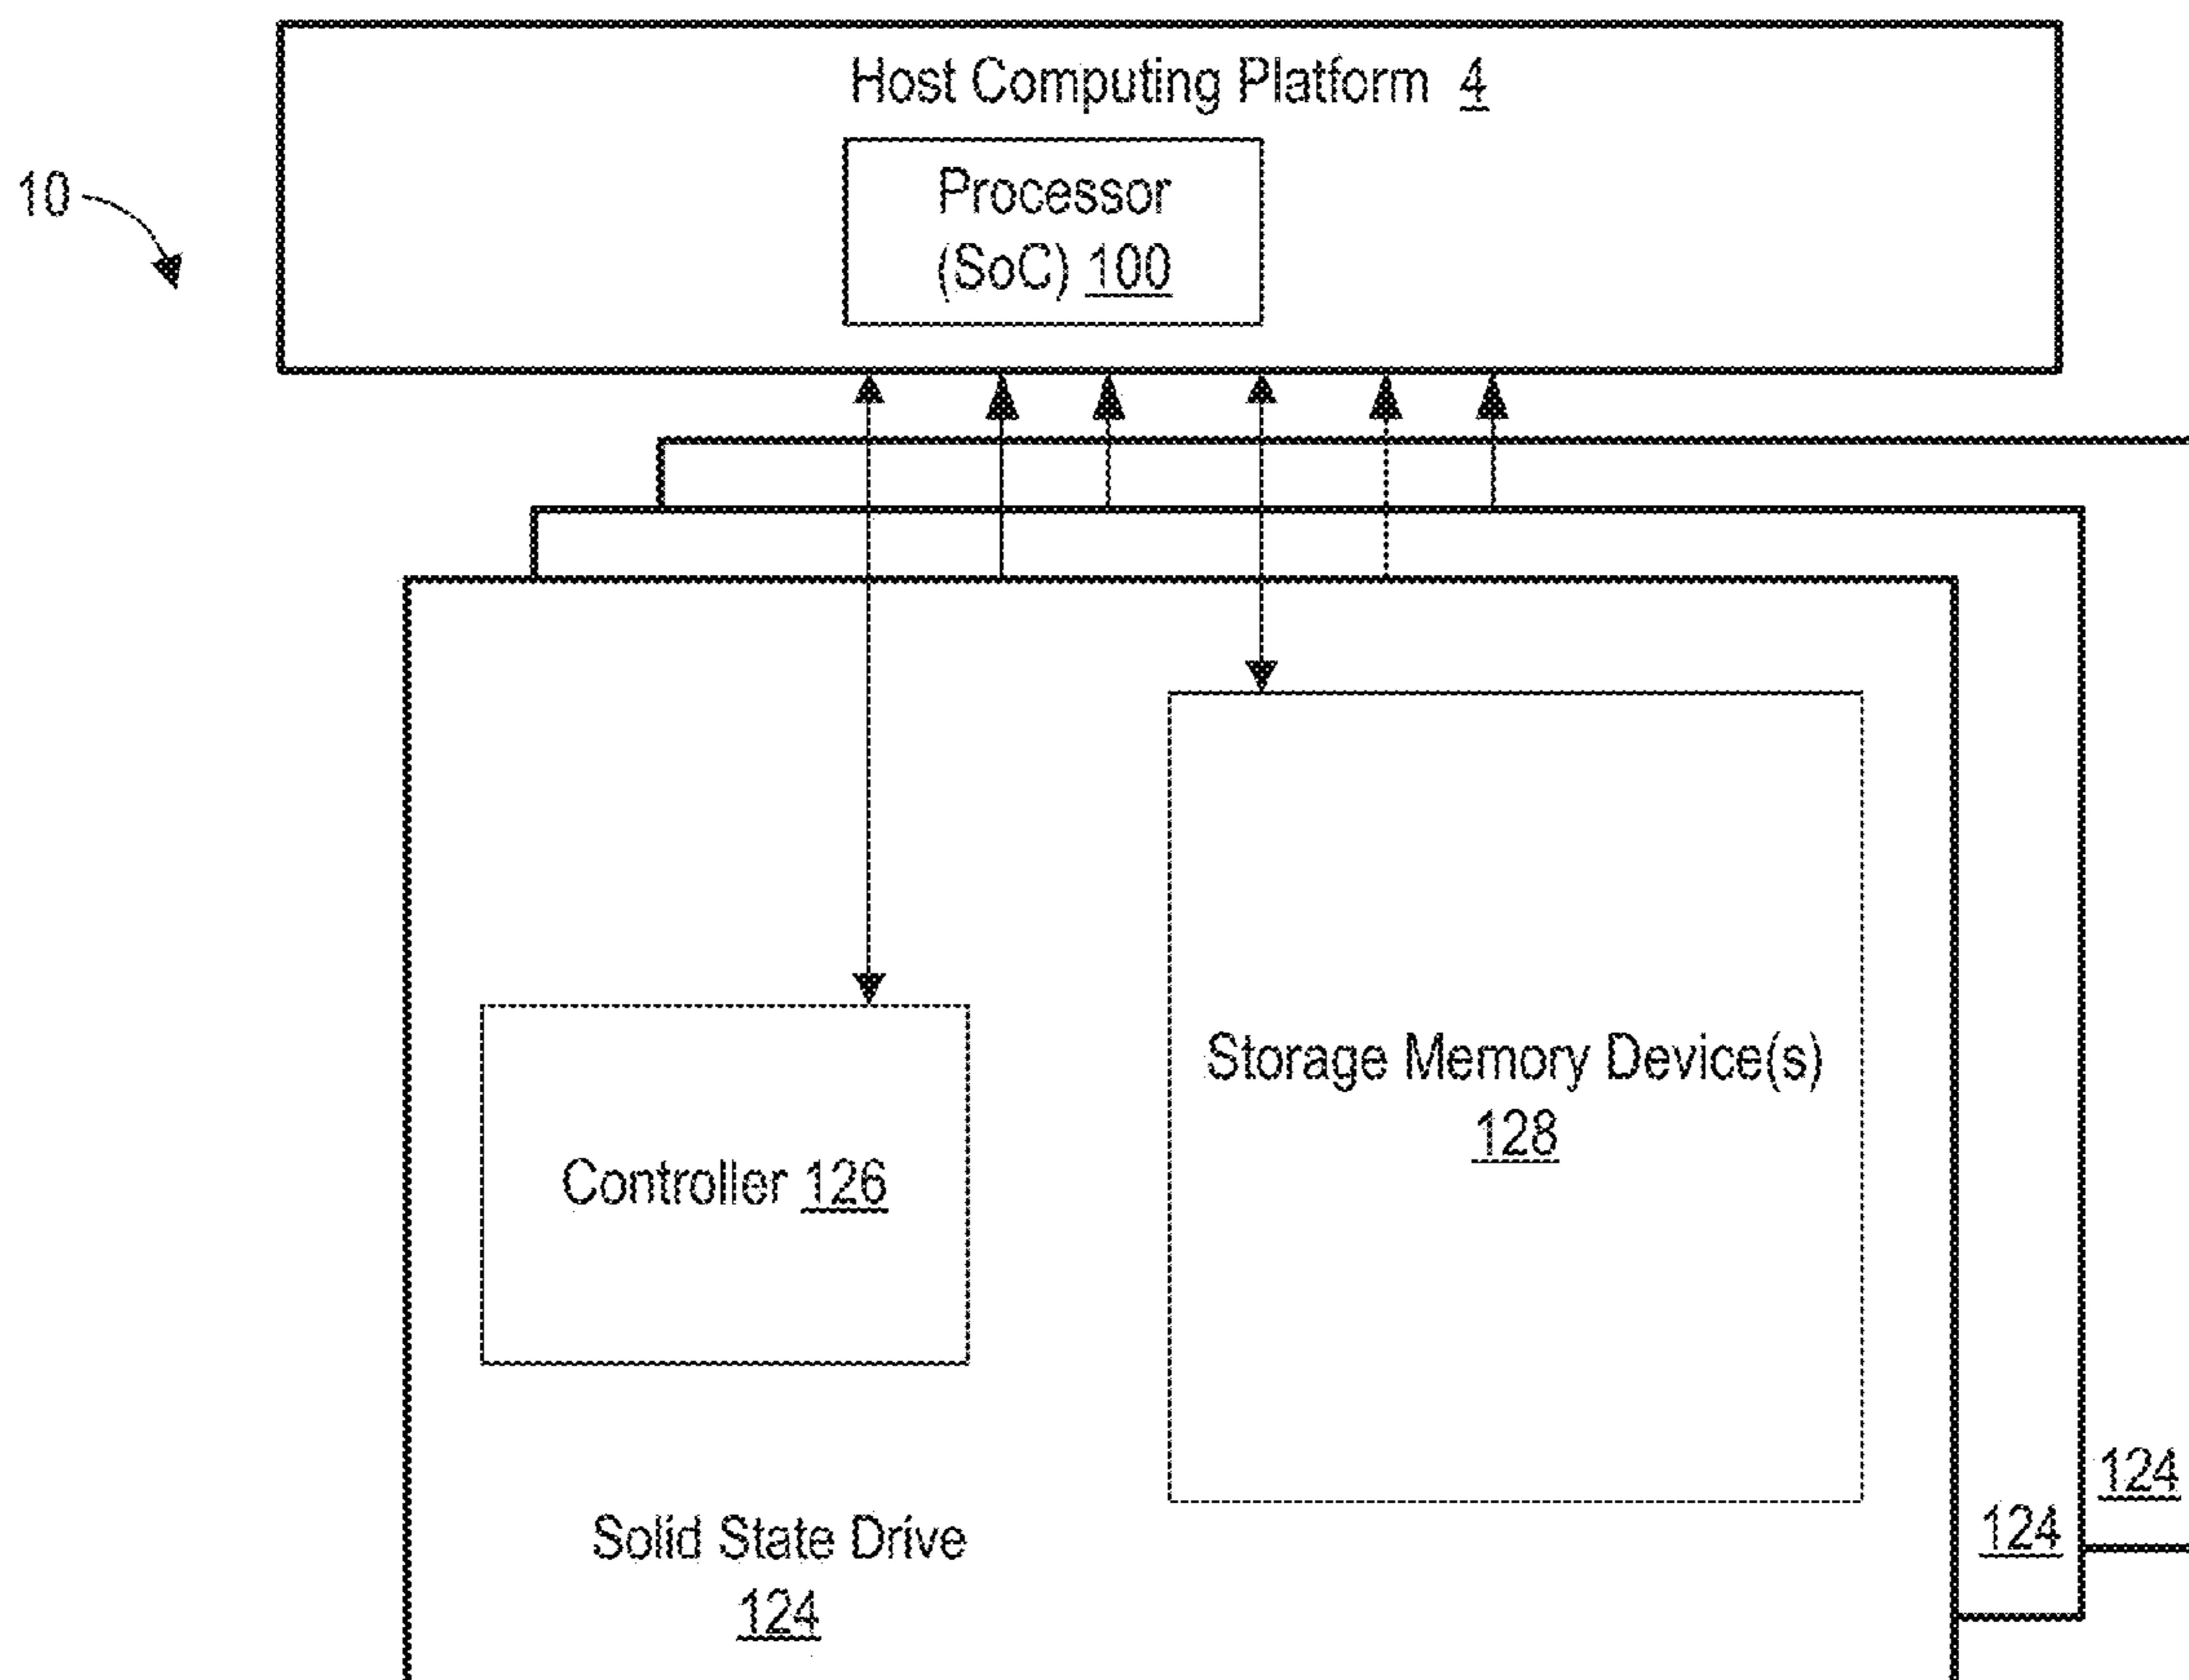 Host Computing Platform 4
10
Processor
(SoC) 100
Storage Memory Device(s)
128
Controller 126
124
124
Solid State Drive
124